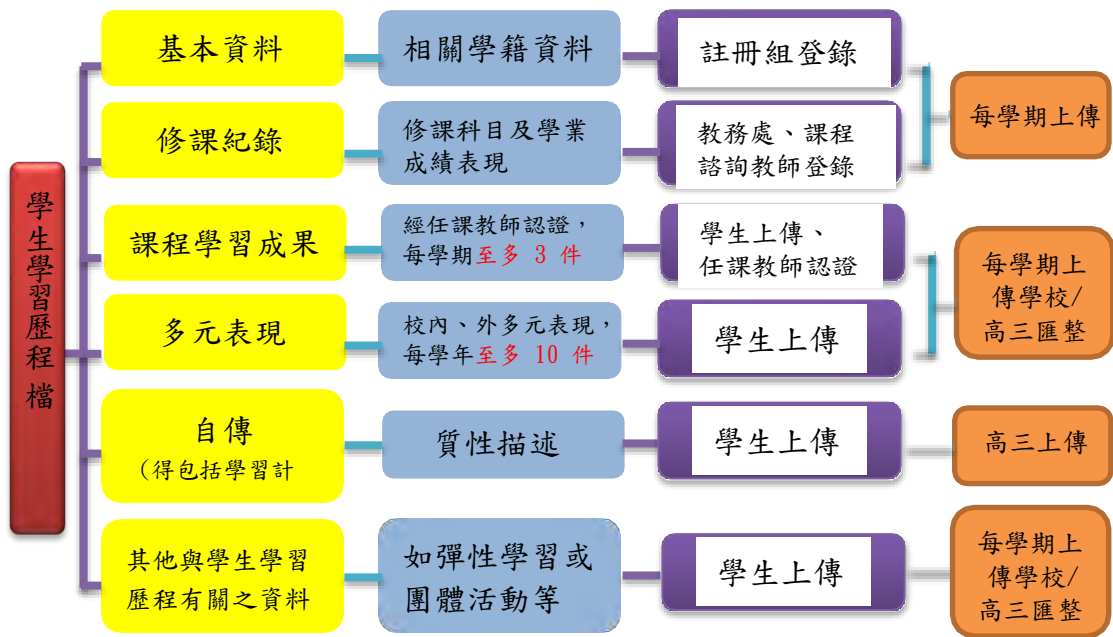 學生學習歷程檔
基本資料
相關學籍資料
註冊組登錄
修課紀錄
修課科目及學業
成績表現
教務處、課程
諮詢教師登錄
每學期上傳
課程學習成果
經任課教師認證，
每學期至多 3 件
學生上傳、
任課教師認證
多元表現
校內、外多元表現，
每學年至多 10 件
學生上傳
每學期上
傳學校/
高三匯整
自傳
（得包括學習計
質性描述
學生上傳
高三上傳
其他與學生學習
歷程有關之資料
如彈性學習或
團體活動等
學生上傳
每學期上
傳學校/
高三匯整